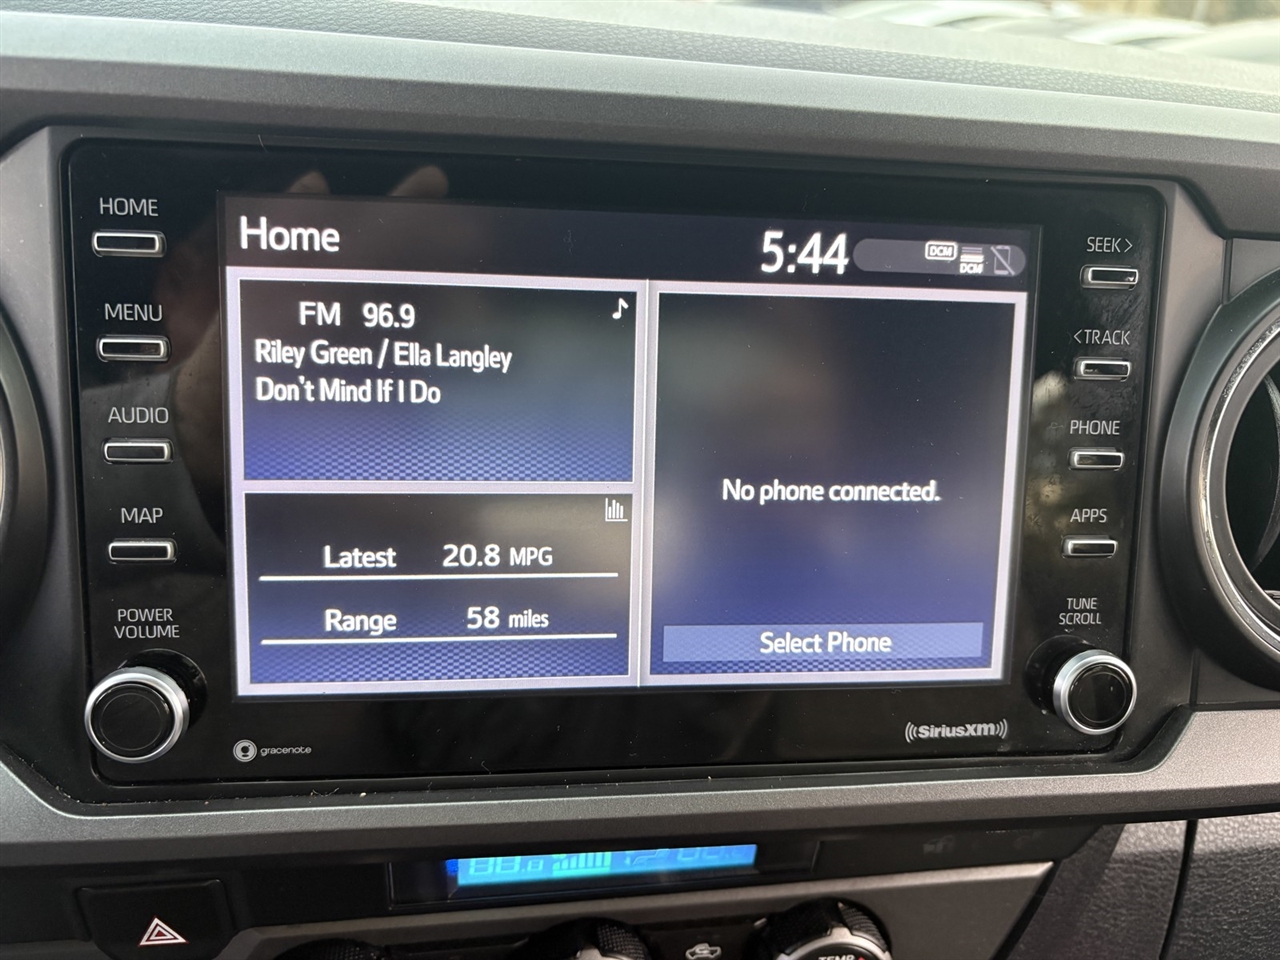 HOME
MENU
AUDIO
MAP
POWER
VOLUME
Home
5:44
DCM
DCM
FM 96.9
Riley Green / Ella Langley
Don't Mind If I Do
Latest 20.8 MPG
Range 58 miles
No phone connected.
Select Phone
SEEK>
<TRACK
PHONE
APPS
TUNE
SCROLL
gracenote
((SiriusXM))
TEMP